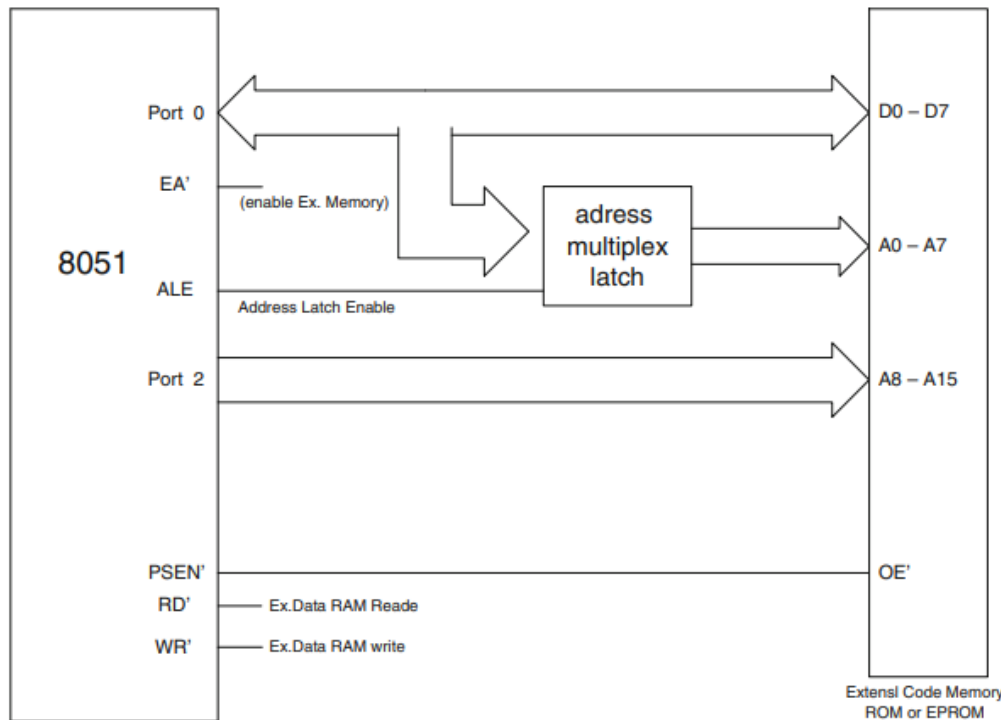 Port 0
D0 – D7
EA’
(enable Ex. Memory)
adress
multiplex
latch
A0 – A7
8051
ALE
Address Latch Enable
Port 2
A8 – A15
PSEN’
OE’
RD’
Ex.Data RAM Reade
WR’
Ex.Data RAM write
Extensl Code Memory
ROM or EPROM